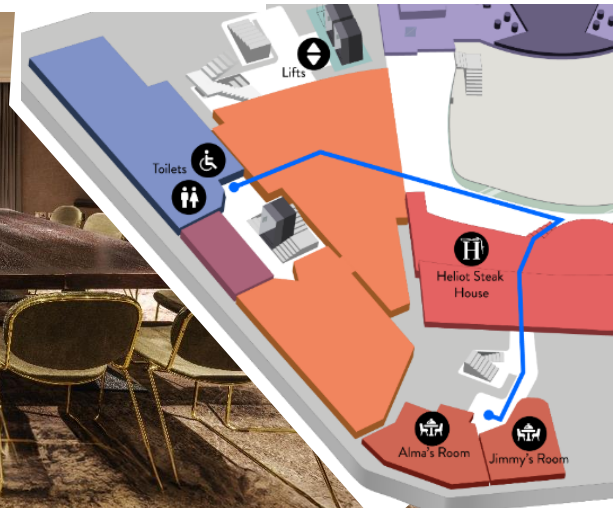 Lifts
Toilets
H
Heliot Steak
House
Alma's Room
Jimmy's Room